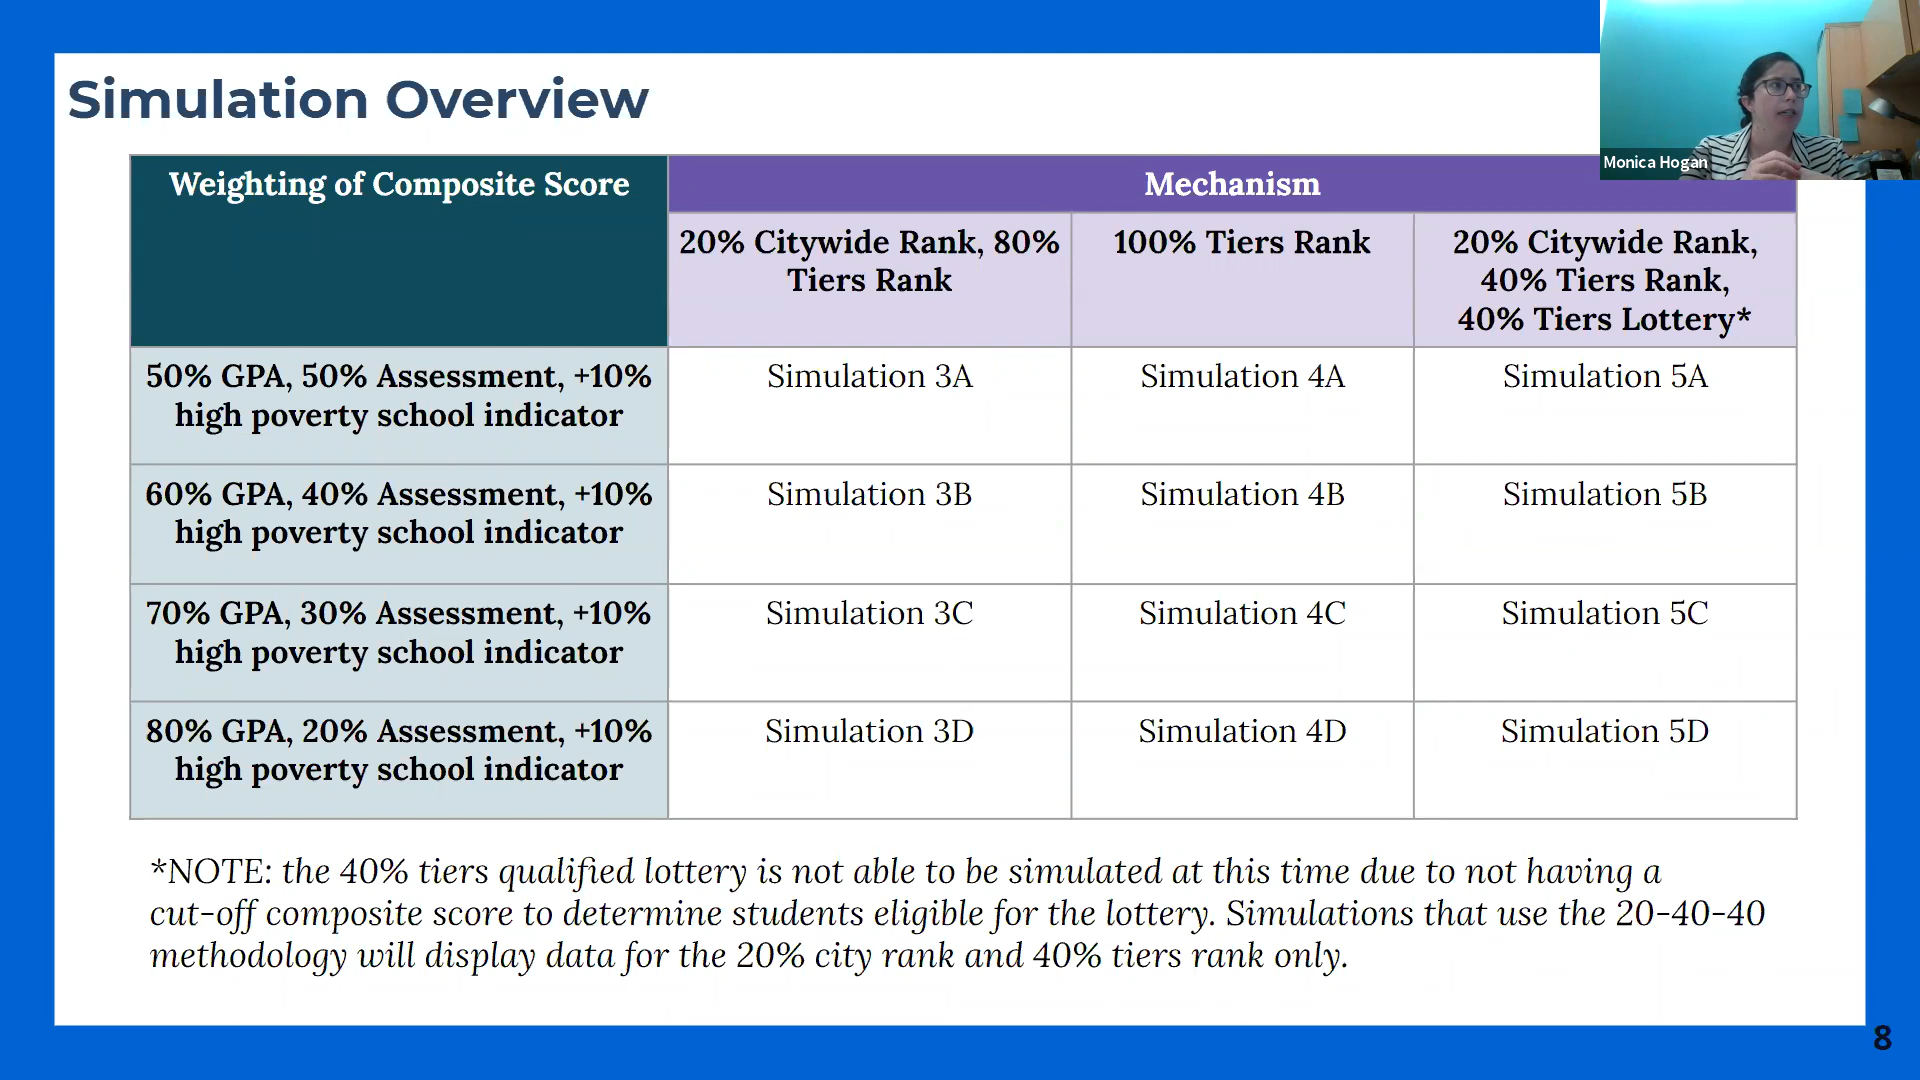 Simulation Overview
Monica Hogan
Weighting of Composite Score
Mechanism
20% Citywide Rank, 80%
Tiers Rank
100% Tiers Rank
20% Citywide Rank,
40% Tiers Rank,
40% Tiers Lottery*
50% GPA, 50% Assessment, +10%
high poverty school indicator
Simulation 3A
Simulation 4A
Simulation 5A
60% GPA, 40% Assessment, +10%
high poverty school indicator
Simulation 3B
Simulation 4B
Simulation 5B
70% GPA, 30% Assessment, +10%
high poverty school indicator
Simulation 3C
Simulation 4C
Simulation 5C
80% GPA, 20% Assessment, +10%
high poverty school indicator
Simulation 3D
Simulation 4D
Simulation 5D
*NOTE: the 40% tiers qualified lottery is not able to be simulated at this time due to not having a
cut-off composite score to determine students eligible for the lottery. Simulations that use the 20-40-40
methodology will display data for the 20% city rank and 40% tiers rank only.
8